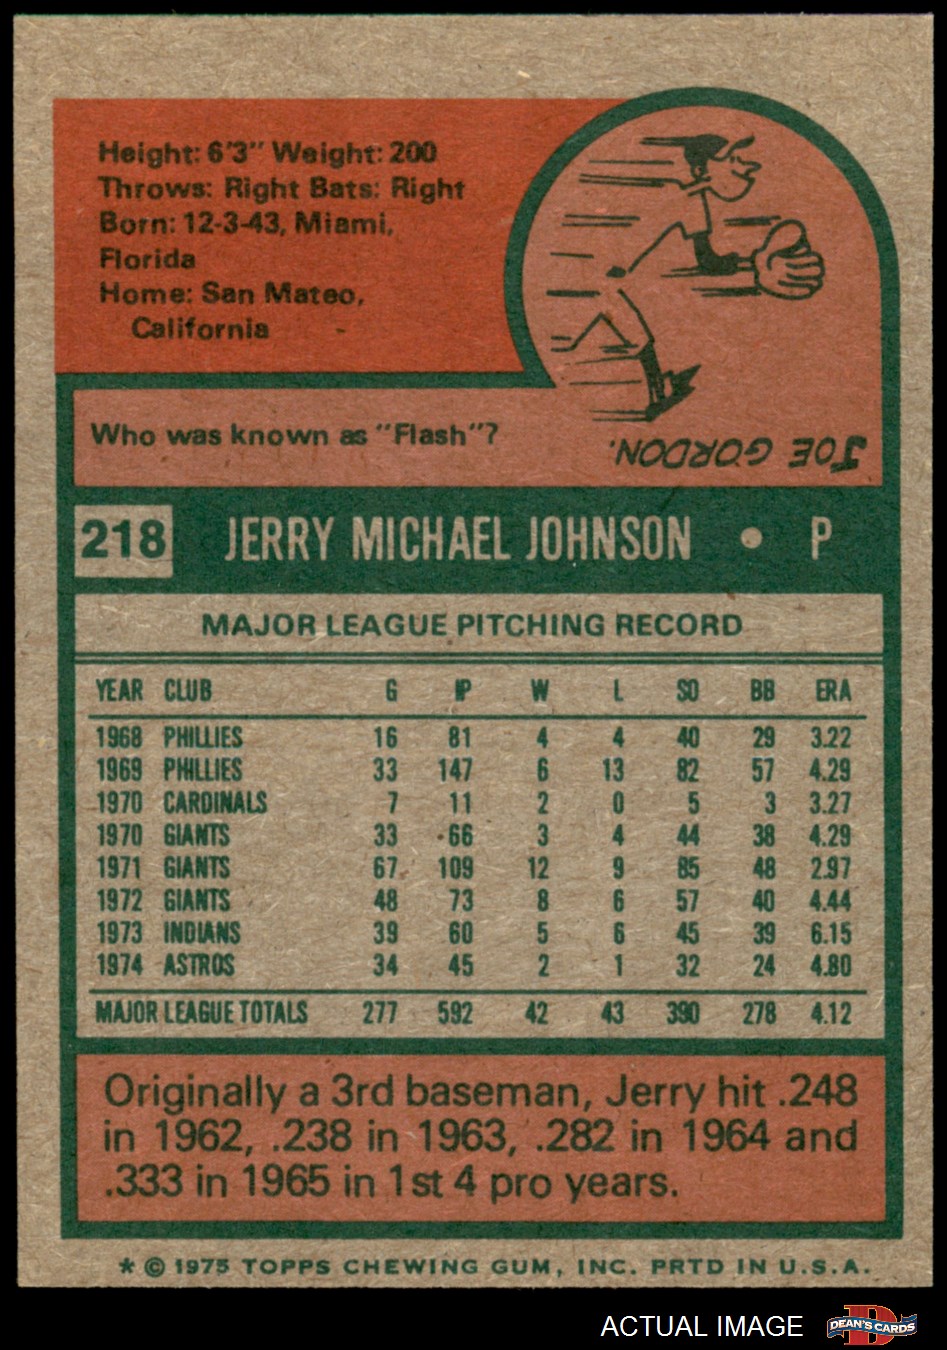 Height: 6'3" Weight: 200
Throws: Right Bats: Right
Born: 12-3-43, Miami,
Florida
Home: San Mateo,
California
Who was known as "Flash"?
JOE GORDON.
218 JERRY MICHAEL JOHNSON • P
MAJOR LEAGUE PITCHING RECORD
YEAR CLUB G IP W L SO BB ERA
1968 PHILLIES 16 81 4 4 40 29 3.22
1969 PHILLIES 33 147 6 13 82 57 4.29
1970 CARDINALS 7 11 2 0 5 3 3.27
1970 GIANTS 33 66 3 4 44 38 4.29
1971 GIANTS 67 109 12 9 85 48 2.97
1972 GIANTS 48 73 8 6 57 40 4.44
1973 INDIANS 39 60 5 6 45 39 6.15
1974 ASTROS 34 45 2 1 32 24 4.80
MAJOR LEAGUE TOTALS 277 592 42 43 390 278 4.12
Originally a 3rd baseman, Jerry hit .248
in 1962, .238 in 1963, .282 in 1964 and
.333 in 1965 in 1st 4 pro years.
* © 1975 TOPPS CHEWING GUM, INC. PRTD IN U.S.A.
ACTUAL IMAGE
D
DEAN'S CARDS